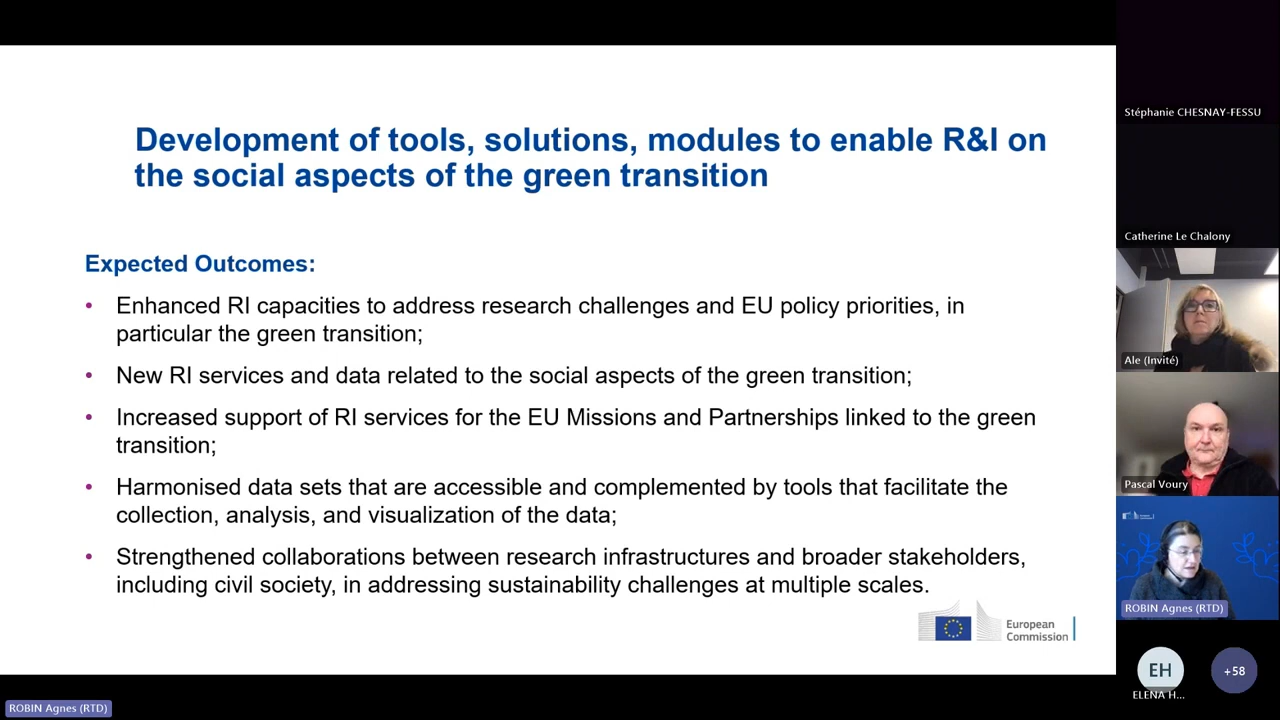 Development of tools, solutions, modules to enable R&I on
the social aspects of the green transition
Expected Outcomes:
• Enhanced RI capacities to address research challenges and EU policy priorities, in
particular the green transition;
• New RI services and data related to the social aspects of the green transition;
• Increased support of RI services for the EU Missions and Partnerships linked to the green
transition;
• Harmonised data sets that are accessible and complemented by tools that facilitate the
collection, analysis, and visualization of the data;
• Strengthened collaborations between research infrastructures and broader stakeholders,
including civil society, in addressing sustainability challenges at multiple scales.
European
Commission
ROBIN Agnes (RTD)
Stéphanie CHESNAY-FESSU
Catherine Le Chalony
Ale (Invité)
Pascal Voury
ROBIN Agnes (RTD)
EH
ELENA H...
+58